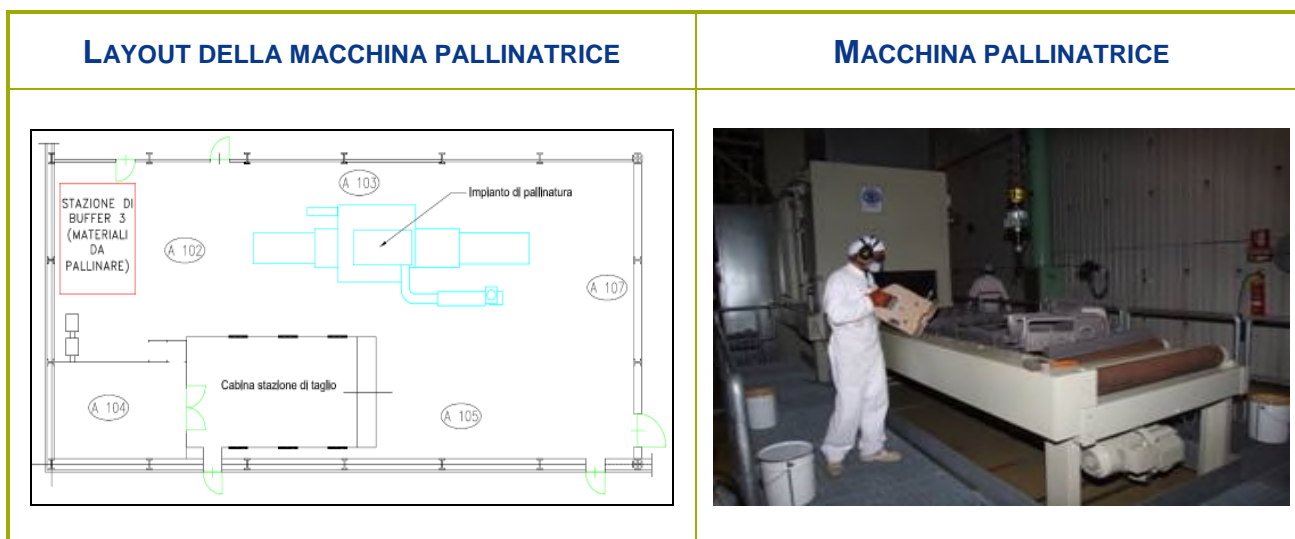 LAYOUT DELLA MACCHINA PALLINATRICE
MACCHINA PALLINATRICE
STAZIONE DI
BUFFER 3
(MATERIALI
DA
PALLINARE)
A 102
A 103
Impianto di pallinatura
A 107
Cabina stazione di taglio
A 104
A 105